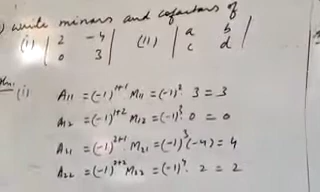 ) write minors and cofactors of
(i) | 2 -4 | (ii) | a b |
| 0 3 | | c d |
(i) A11 = (-1)^1+1 M11 = (-1)^2 . 3 = 3
A12 = (-1)^1+2 M12 = (-1)^3 0 = 0
A21 = (-1)^2+1 M21 = (-1)^3 (-4) = 4
A22 = (-1)^2+2 M22 = (-1)^4 . 2 = 2